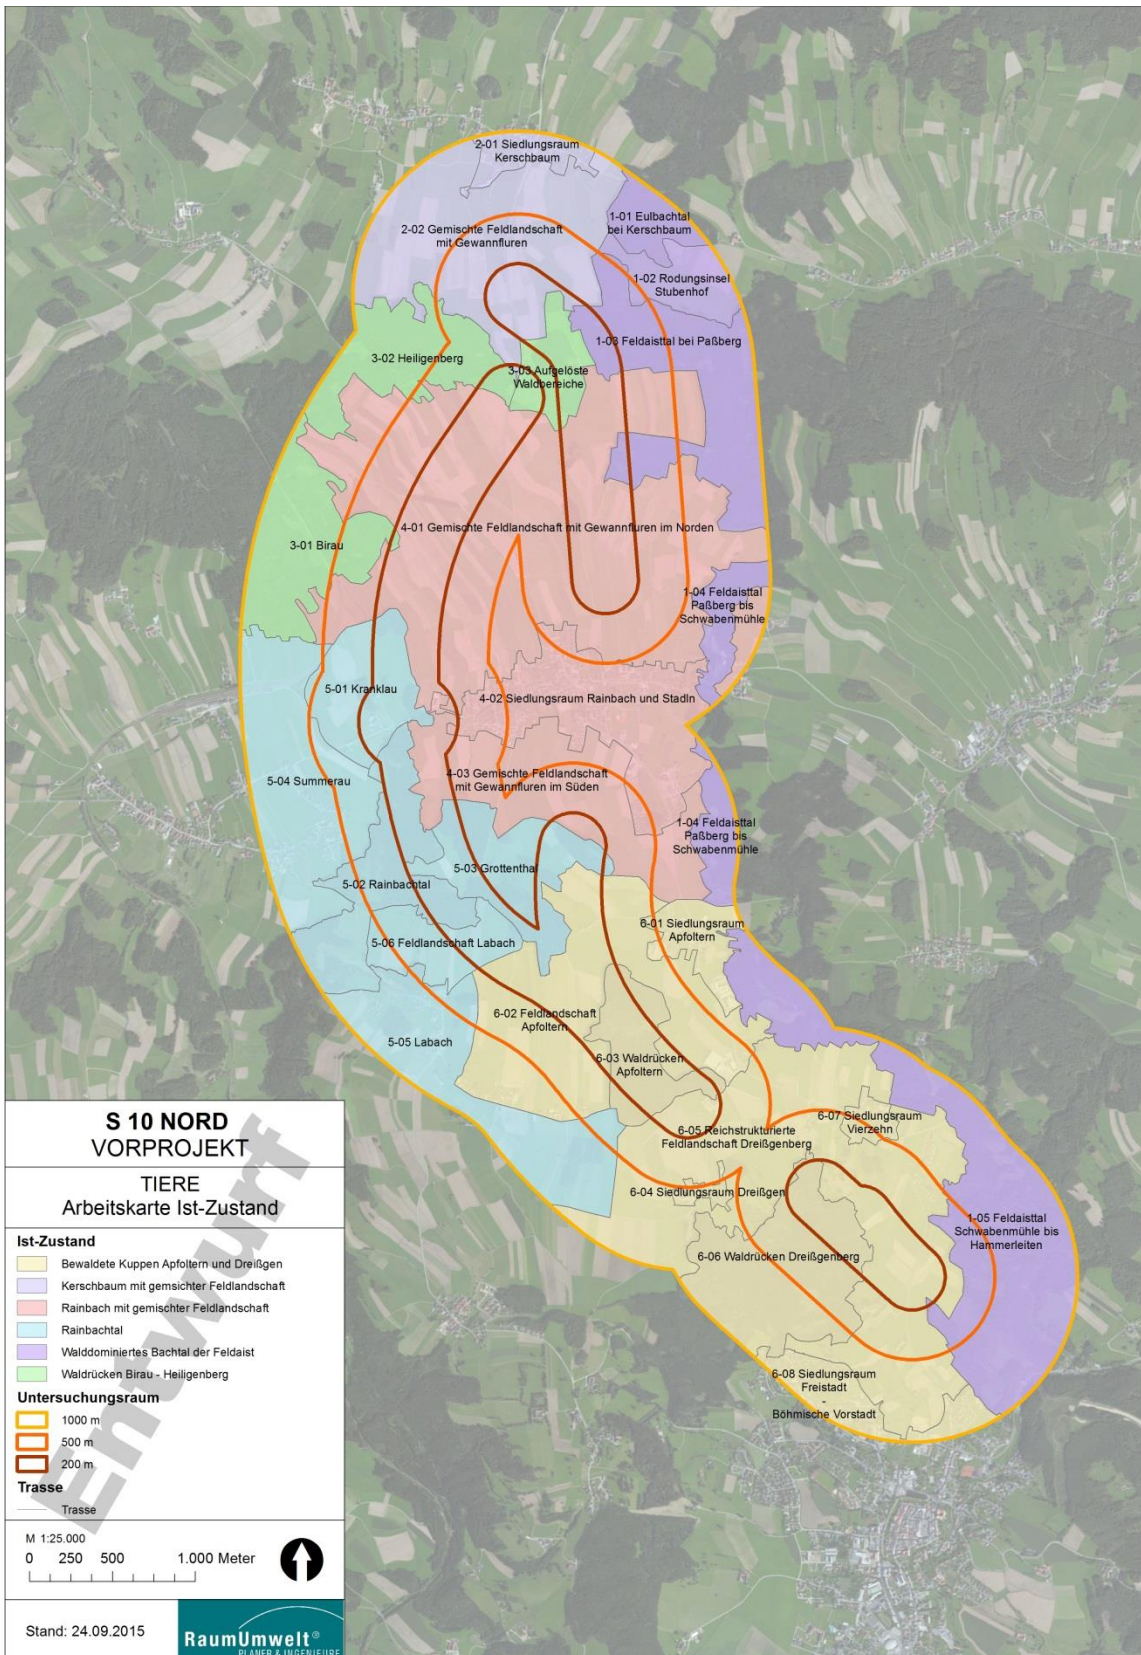 2-01 Siedlungsraum
Kerschbaum
1-01 Eulbachtal
bei Kerschbaum
2-02 Gemischte Feldlandschaft
mit Gewannfluren
1-02 Rodungsinsel
Stubenhof
1-03 Feldaisttal bei Paßberg
3-02 Heiligenberg
3-03 Aufgelöste
Waldbereiche
4-01 Gemischte Feldlandschaft mit Gewannfluren im Norden
3-01 Birau
1-04 Feldaisttal
Paßberg bis
Schwabenmühle
5-01 Kranklau
4-02 Siedlungsraum Rainbach und Stadln
5-04 Summerau
4-03 Gemischte Feldlandschaft
mit Gewannfluren im Süden
1-04 Feldaisttal
Paßberg bis
Schwabenmühle
5-03 Grottenthal
5-02 Rainbachtal
6-01 Siedlungsraum
Apfoltern
5-06 Feldlandschaft Labach
6-02 Feldlandschaft
Apfoltern
5-05 Labach
6-03 Waldrücken
Apfoltern
6-07 Siedlungsraum
Vierzehn
6-05 Reichstrukturierte
Feldlandschaft Dreißgenberg
6-04 Siedlungsraum Dreißgen
1-05 Feldaisttal
Schwabenmühle bis
Hammerleiten
6-06 Waldrücken Dreißgenberg
6-08 Siedlungsraum
Freistadt
-
Böhmische Vorstadt
S 10 NORD
VORPROJEKT
TIERE
Arbeitskarte Ist-Zustand
Ist-Zustand
Bewaldete Kuppen Apfoltern und Dreißgen
Kerschbaum mit gemsichter Feldlandschaft
Rainbach mit gemischter Feldlandschaft
Rainbachtal
Walddominiertes Bachtal der Feldaist
Waldrücken Birau - Heiligenberg
Untersuchungsraum
1000 m
500 m
200 m
Trasse
Trasse
Entwurf
M 1:25.000
0 250 500 1.000 Meter
Stand: 24.09.2015
RaumUmwelt®
PLANER & INGENIEURE